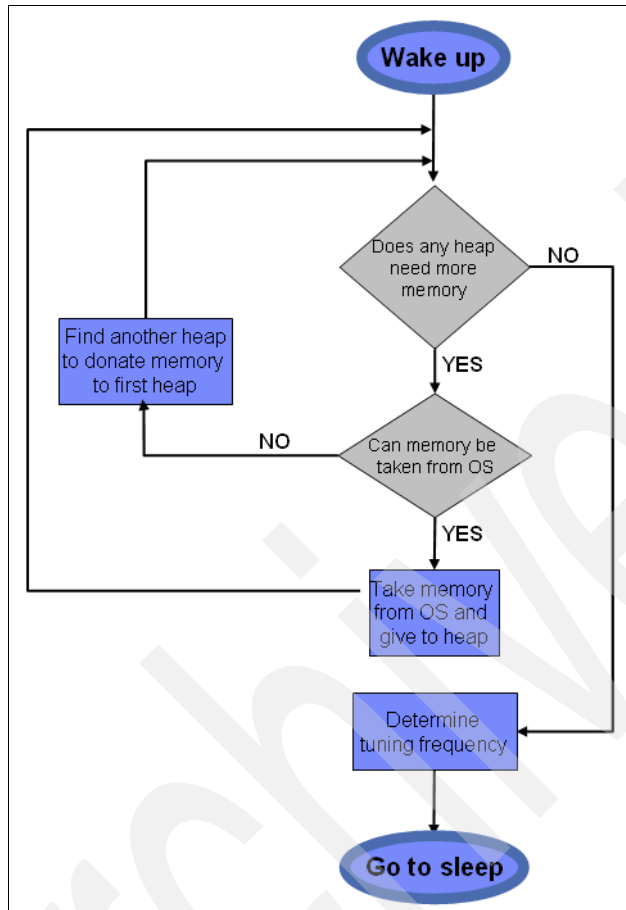 Wake up
Does any heap
need more
memory
NO
YES
Find another heap
to donate memory
to first heap
Can memory be
taken from OS
NO
YES
Take memory
from OS and
give to heap
Determine
tuning frequency
Go to sleep